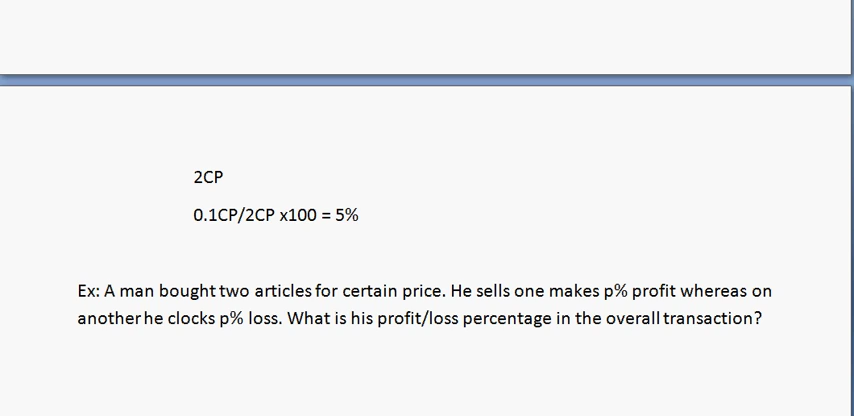 2CP
0.1CP/2CP x100 = 5%
Ex: A man bought two articles for certain price. He sells one makes p% profit whereas on
another he clocks p% loss. What is his profit/loss percentage in the overall transaction?